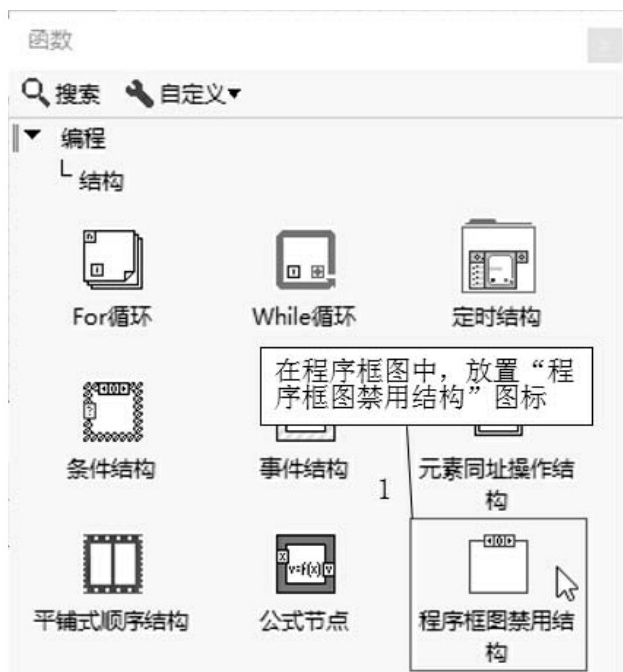 函数
搜索 自定义▼
▼ 编程
结构
For循环 While循环 定时结构
在程序框图中，放置“程
序框图禁用结构”图标
条件结构 事件结构 元素同址操作结
构
1
平铺式顺序结构 公式节点 程序框图禁用结
构